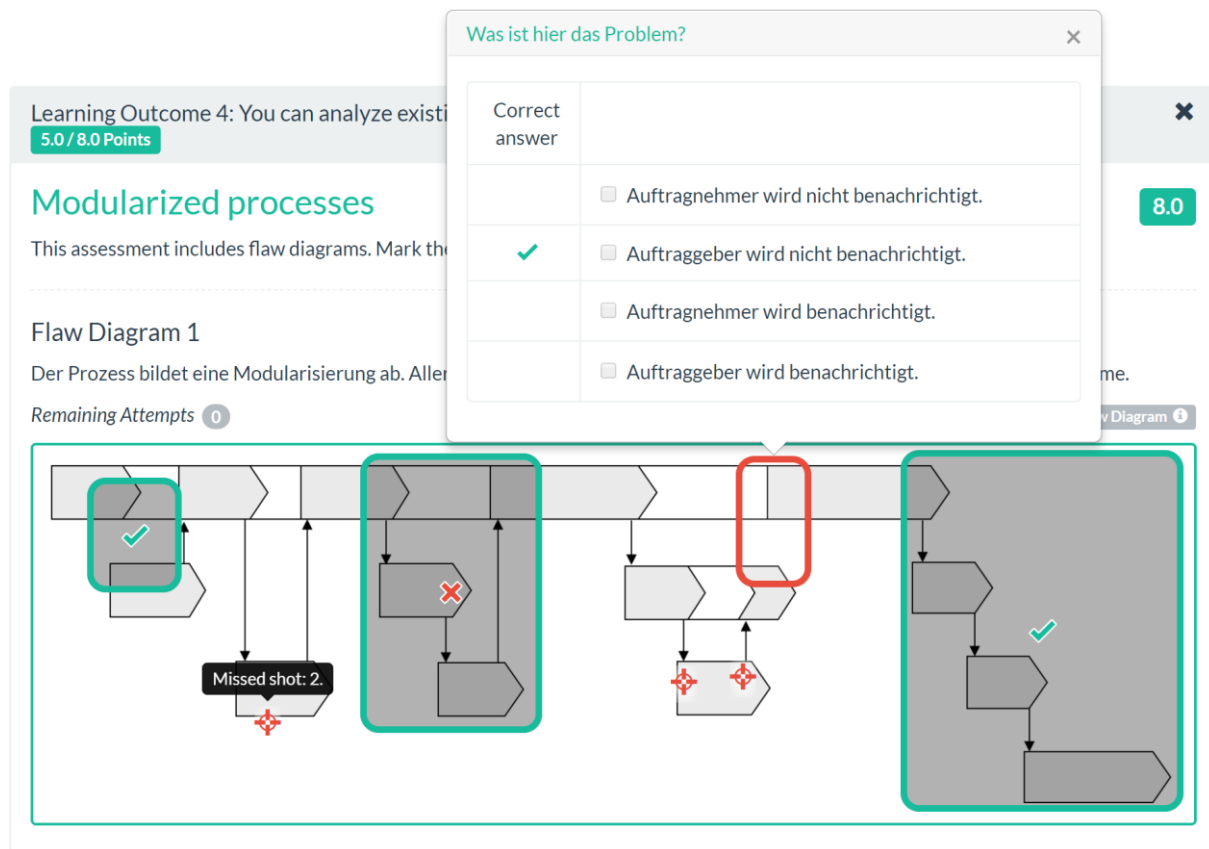 Was ist hier das Problem?
×
Learning Outcome 4: You can analyze existi
5.0 / 8.0 Points
Correct
answer
Auftragnehmer wird nicht benachrichtigt.
Auftraggeber wird nicht benachrichtigt.
Auftragnehmer wird benachrichtigt.
Auftraggeber wird benachrichtigt.
Modularized processes
8.0
This assessment includes flaw diagrams. Mark the
Flaw Diagram 1
Der Prozess bildet eine Modularisierung ab. Aller
me.
Remaining Attempts 0
Diagram
Missed shot: 2.